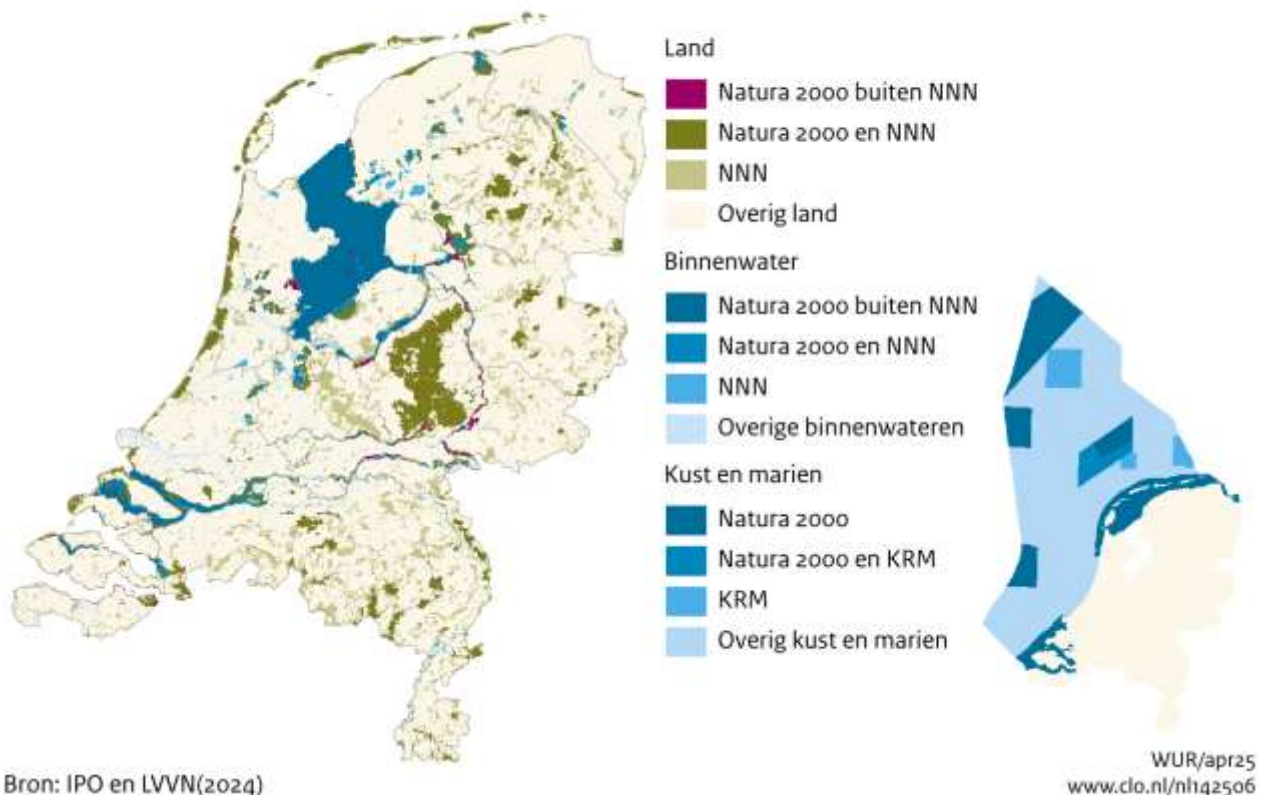 Land
Natura 2000 buiten NNN
Natura 2000 en NNN
NNN
Overig land
Binnenwater
Natura 2000 buiten NNN
Natura 2000 en NNN
NNN
Overige binnenwateren
Kust en marien
Natura 2000
Natura 2000 en KRM
KRM
Overig kust en marien
Bron: IPO en LVVN(2024)
WUR/apr25
www.clo.nl/nl142506